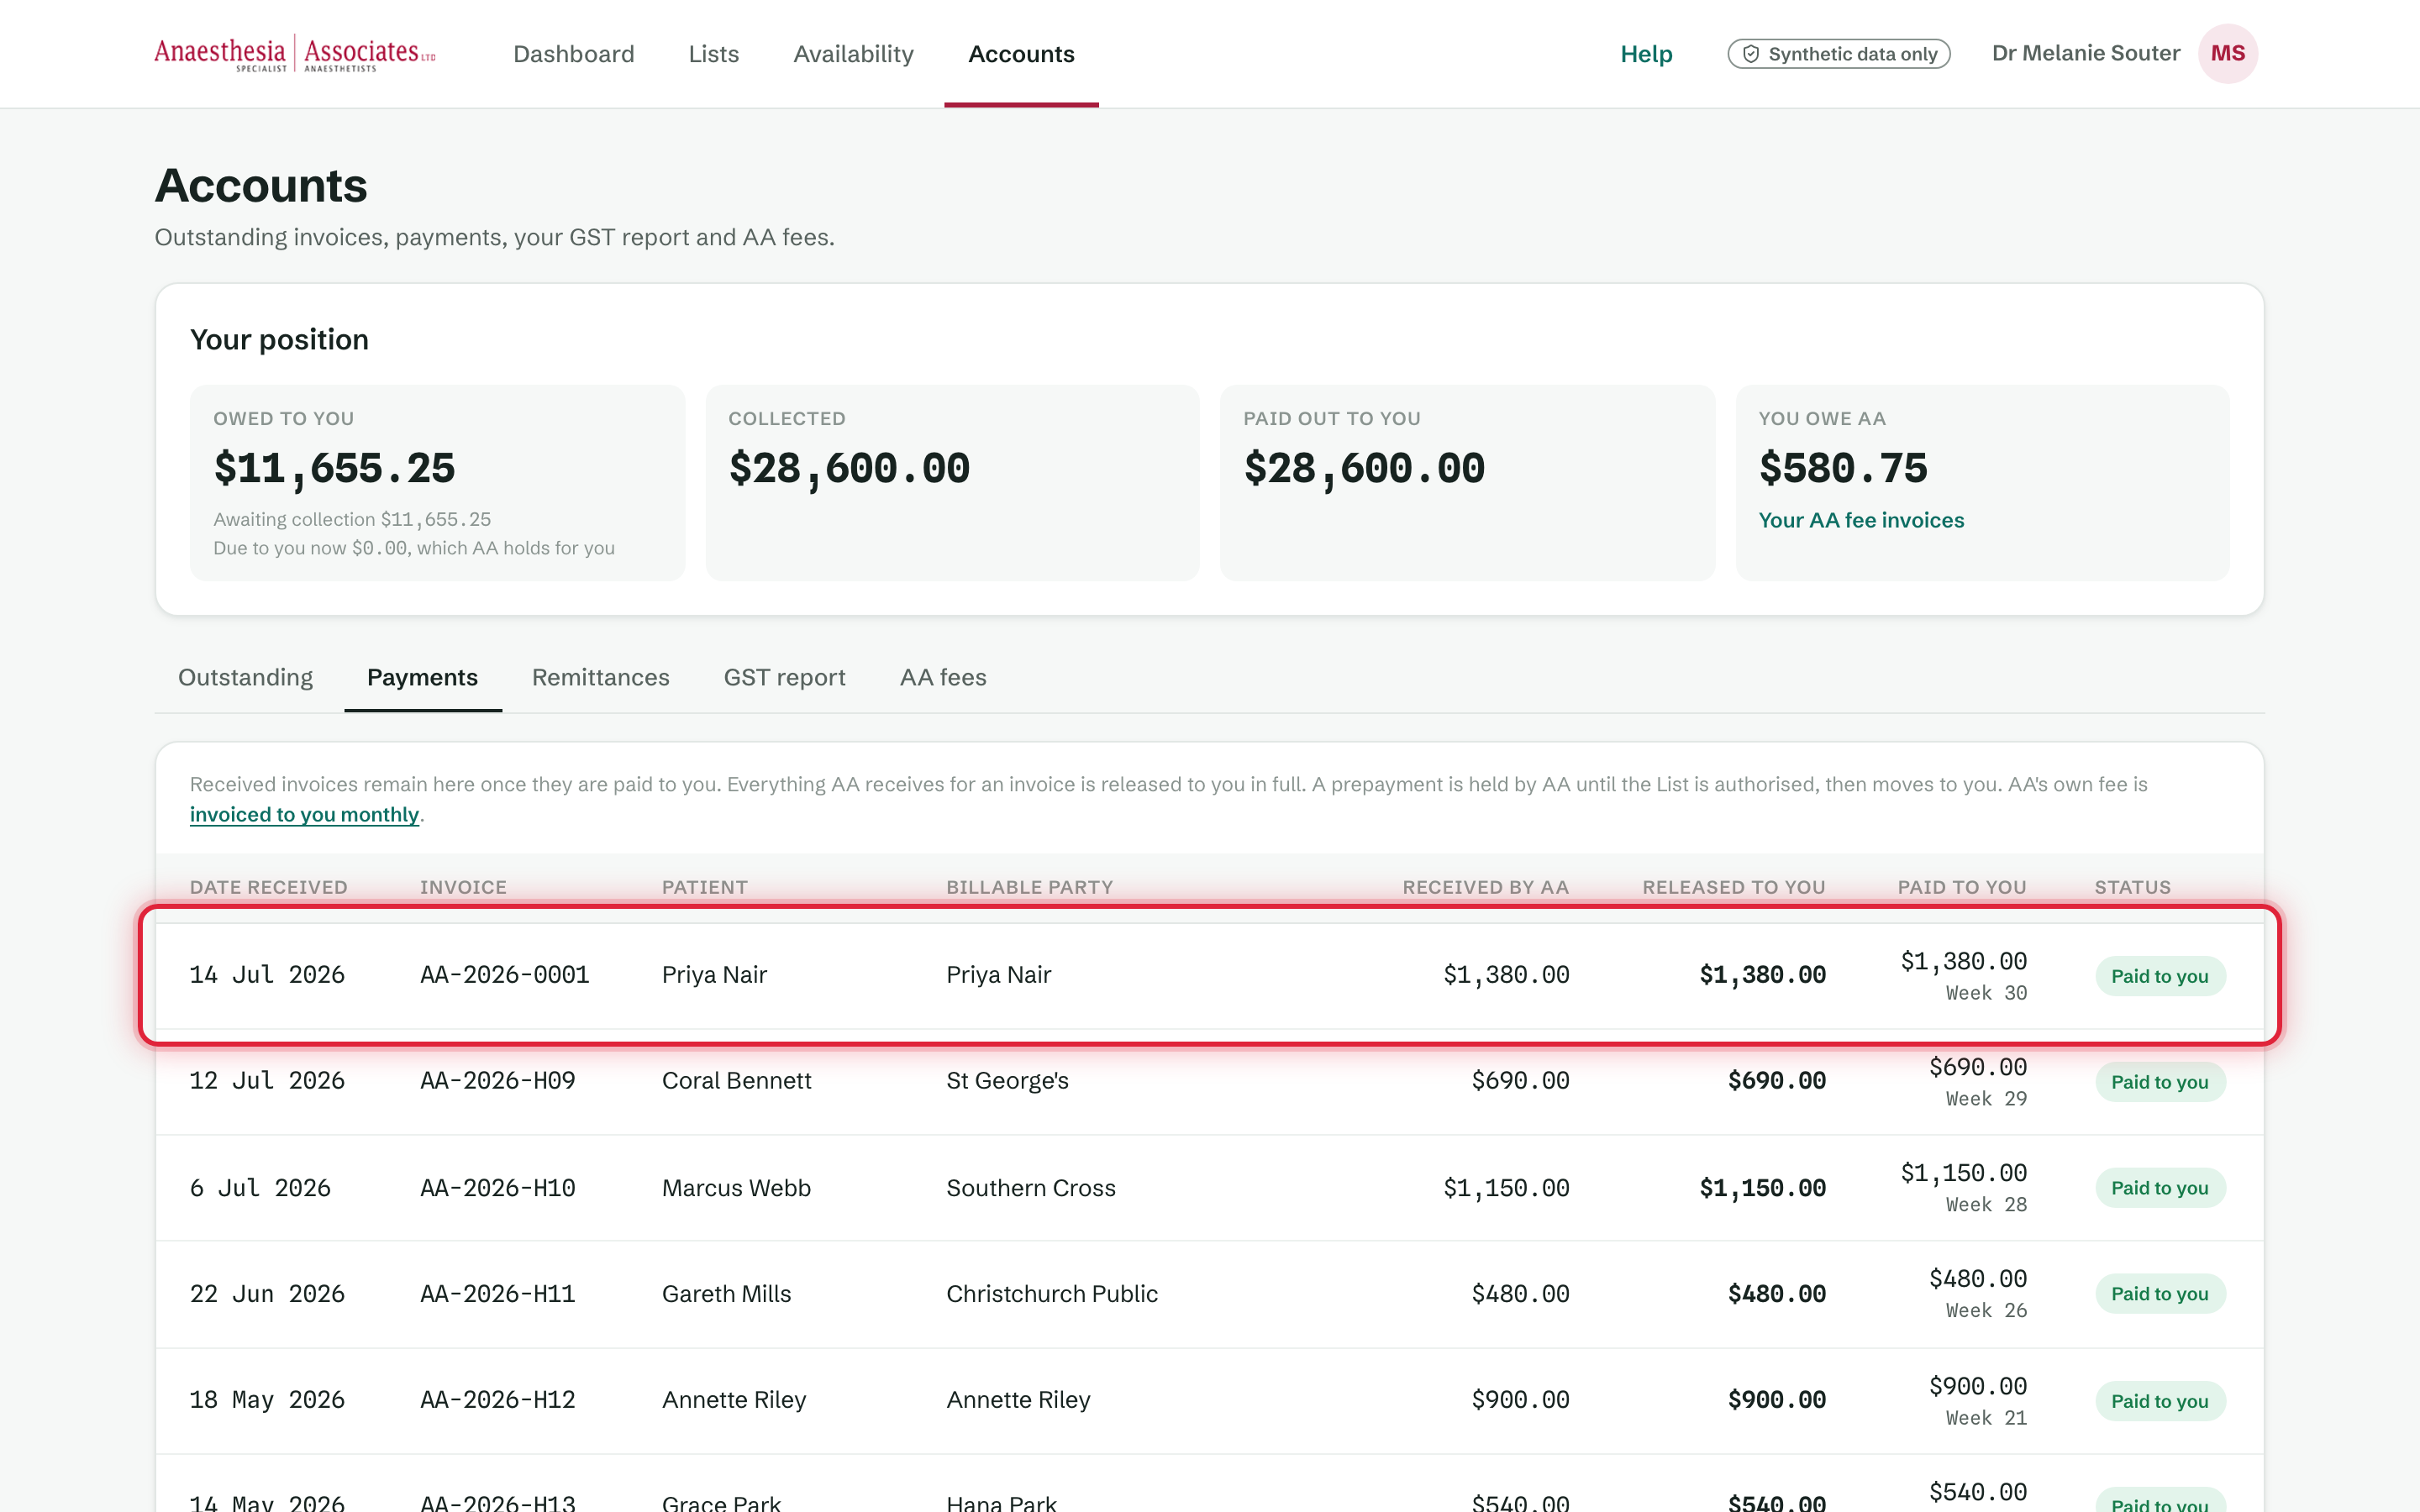 Anaesthesia Associates LTD
SPECIALIST ANAESTHETISTS
Dashboard Lists Availability Accounts Help Synthetic data only Dr Melanie Souter MS
Accounts
Outstanding invoices, payments, your GST report and AA fees.
Your position
OWED TO YOU
$11,655.25
Awaiting collection $11,655.25
Due to you now $0.00, which AA holds for you
COLLECTED
$28,600.00
PAID OUT TO YOU
$28,600.00
YOU OWE AA
$580.75
Your AA fee invoices
Outstanding Payments Remittances GST report AA fees
Received invoices remain here once they are paid to you. Everything AA receives for an invoice is released to you in full. A prepayment is held by AA until the List is authorised, then moves to you. AA's own fee is
invoiced to you monthly.
DATE RECEIVED INVOICE PATIENT BILLABLE PARTY RECEIVED BY AA RELEASED TO YOU PAID TO YOU STATUS
14 Jul 2026 AA-2026-0001 Priya Nair Priya Nair $1,380.00 $1,380.00 $1,380.00 Paid to you
Week 30
12 Jul 2026 AA-2026-H09 Coral Bennett St George's $690.00 $690.00 $690.00 Paid to you
Week 29
6 Jul 2026 AA-2026-H10 Marcus Webb Southern Cross $1,150.00 $1,150.00 $1,150.00 Paid to you
Week 28
22 Jun 2026 AA-2026-H11 Gareth Mills Christchurch Public $480.00 $480.00 $480.00 Paid to you
Week 26
18 May 2026 AA-2026-H12 Annette Riley Annette Riley $900.00 $900.00 $900.00 Paid to you
Week 21
14 May 2026 AA-2026-H13 Grace Park Hana Park $540.00 $540.00 $540.00 Paid to you